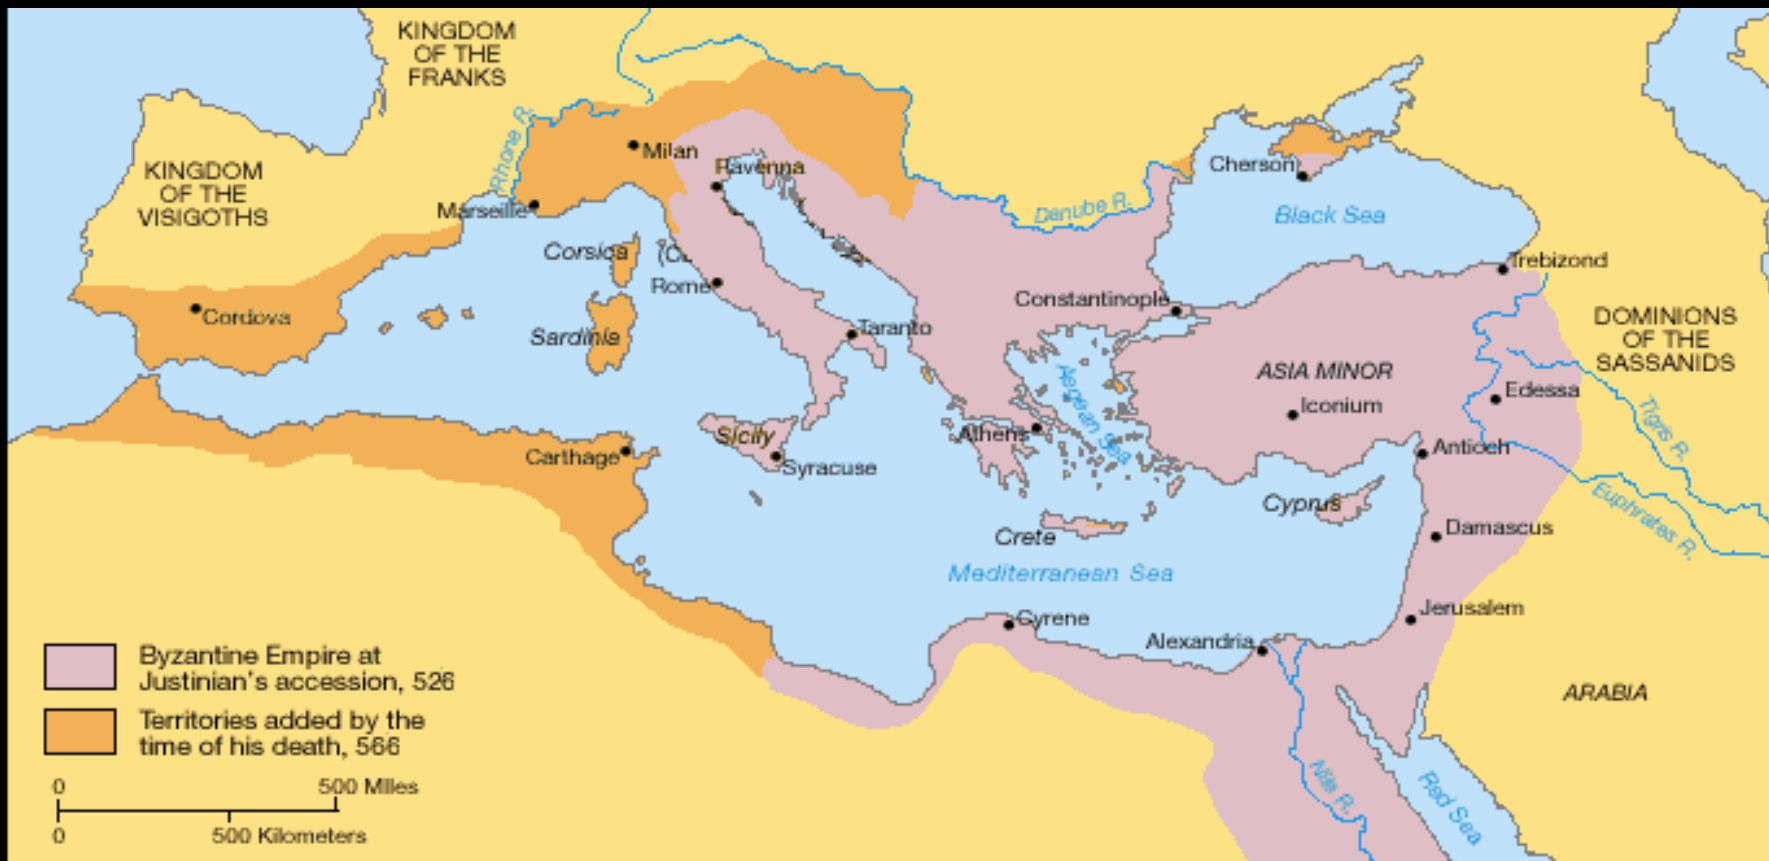 KINGDOM
OF THE
FRANKS
KINGDOM
OF THE
VISIGOTHS
Rhone R.
Milan
Ravenna
Marseille
Corsica
Rome
Sardinia
Cordova
Taranto
Sicily
Syracuse
Carthage
Danube R.
Cherson
Black Sea
Trebizond
Constantinople
DOMINIONS
OF THE
SASSANIDS
ASIA MINOR
Iconium
Edessa
Aegean Sea
Athens
Antioch
Tigris R.
Euphrates R.
Cyprus
Crete
Damascus
Mediterranean Sea
Cyrene
Jerusalem
Alexandria
ARABIA
Nile R.
Red Sea
Byzantine Empire at
Justinian's accession, 526
Territories added by the
time of his death, 566
0 500 Miles
0 500 Kilometers